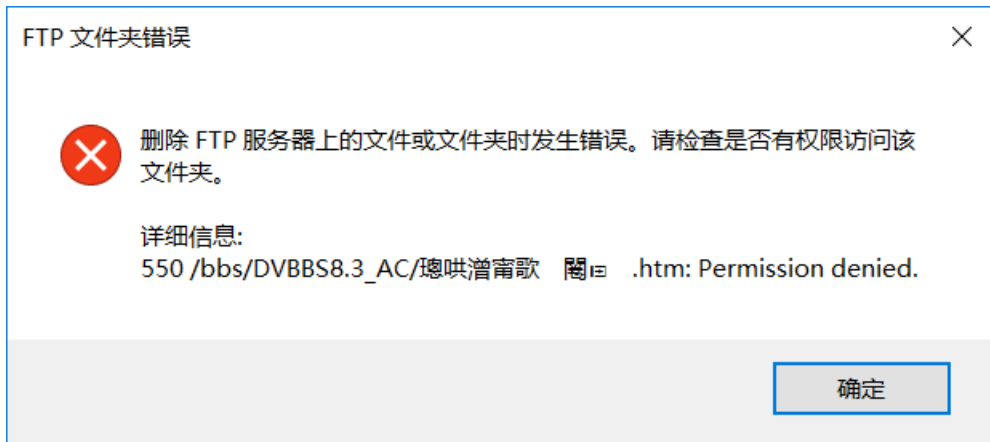 FTP 文件夹错误
删除 FTP 服务器上的文件或文件夹时发生错误。请检查是否有权限访问该
文件夹。
详细信息:
550 /bbs/DVBBS8.3_AC/璁哄潧甯歌 闂 .htm: Permission denied.
确定